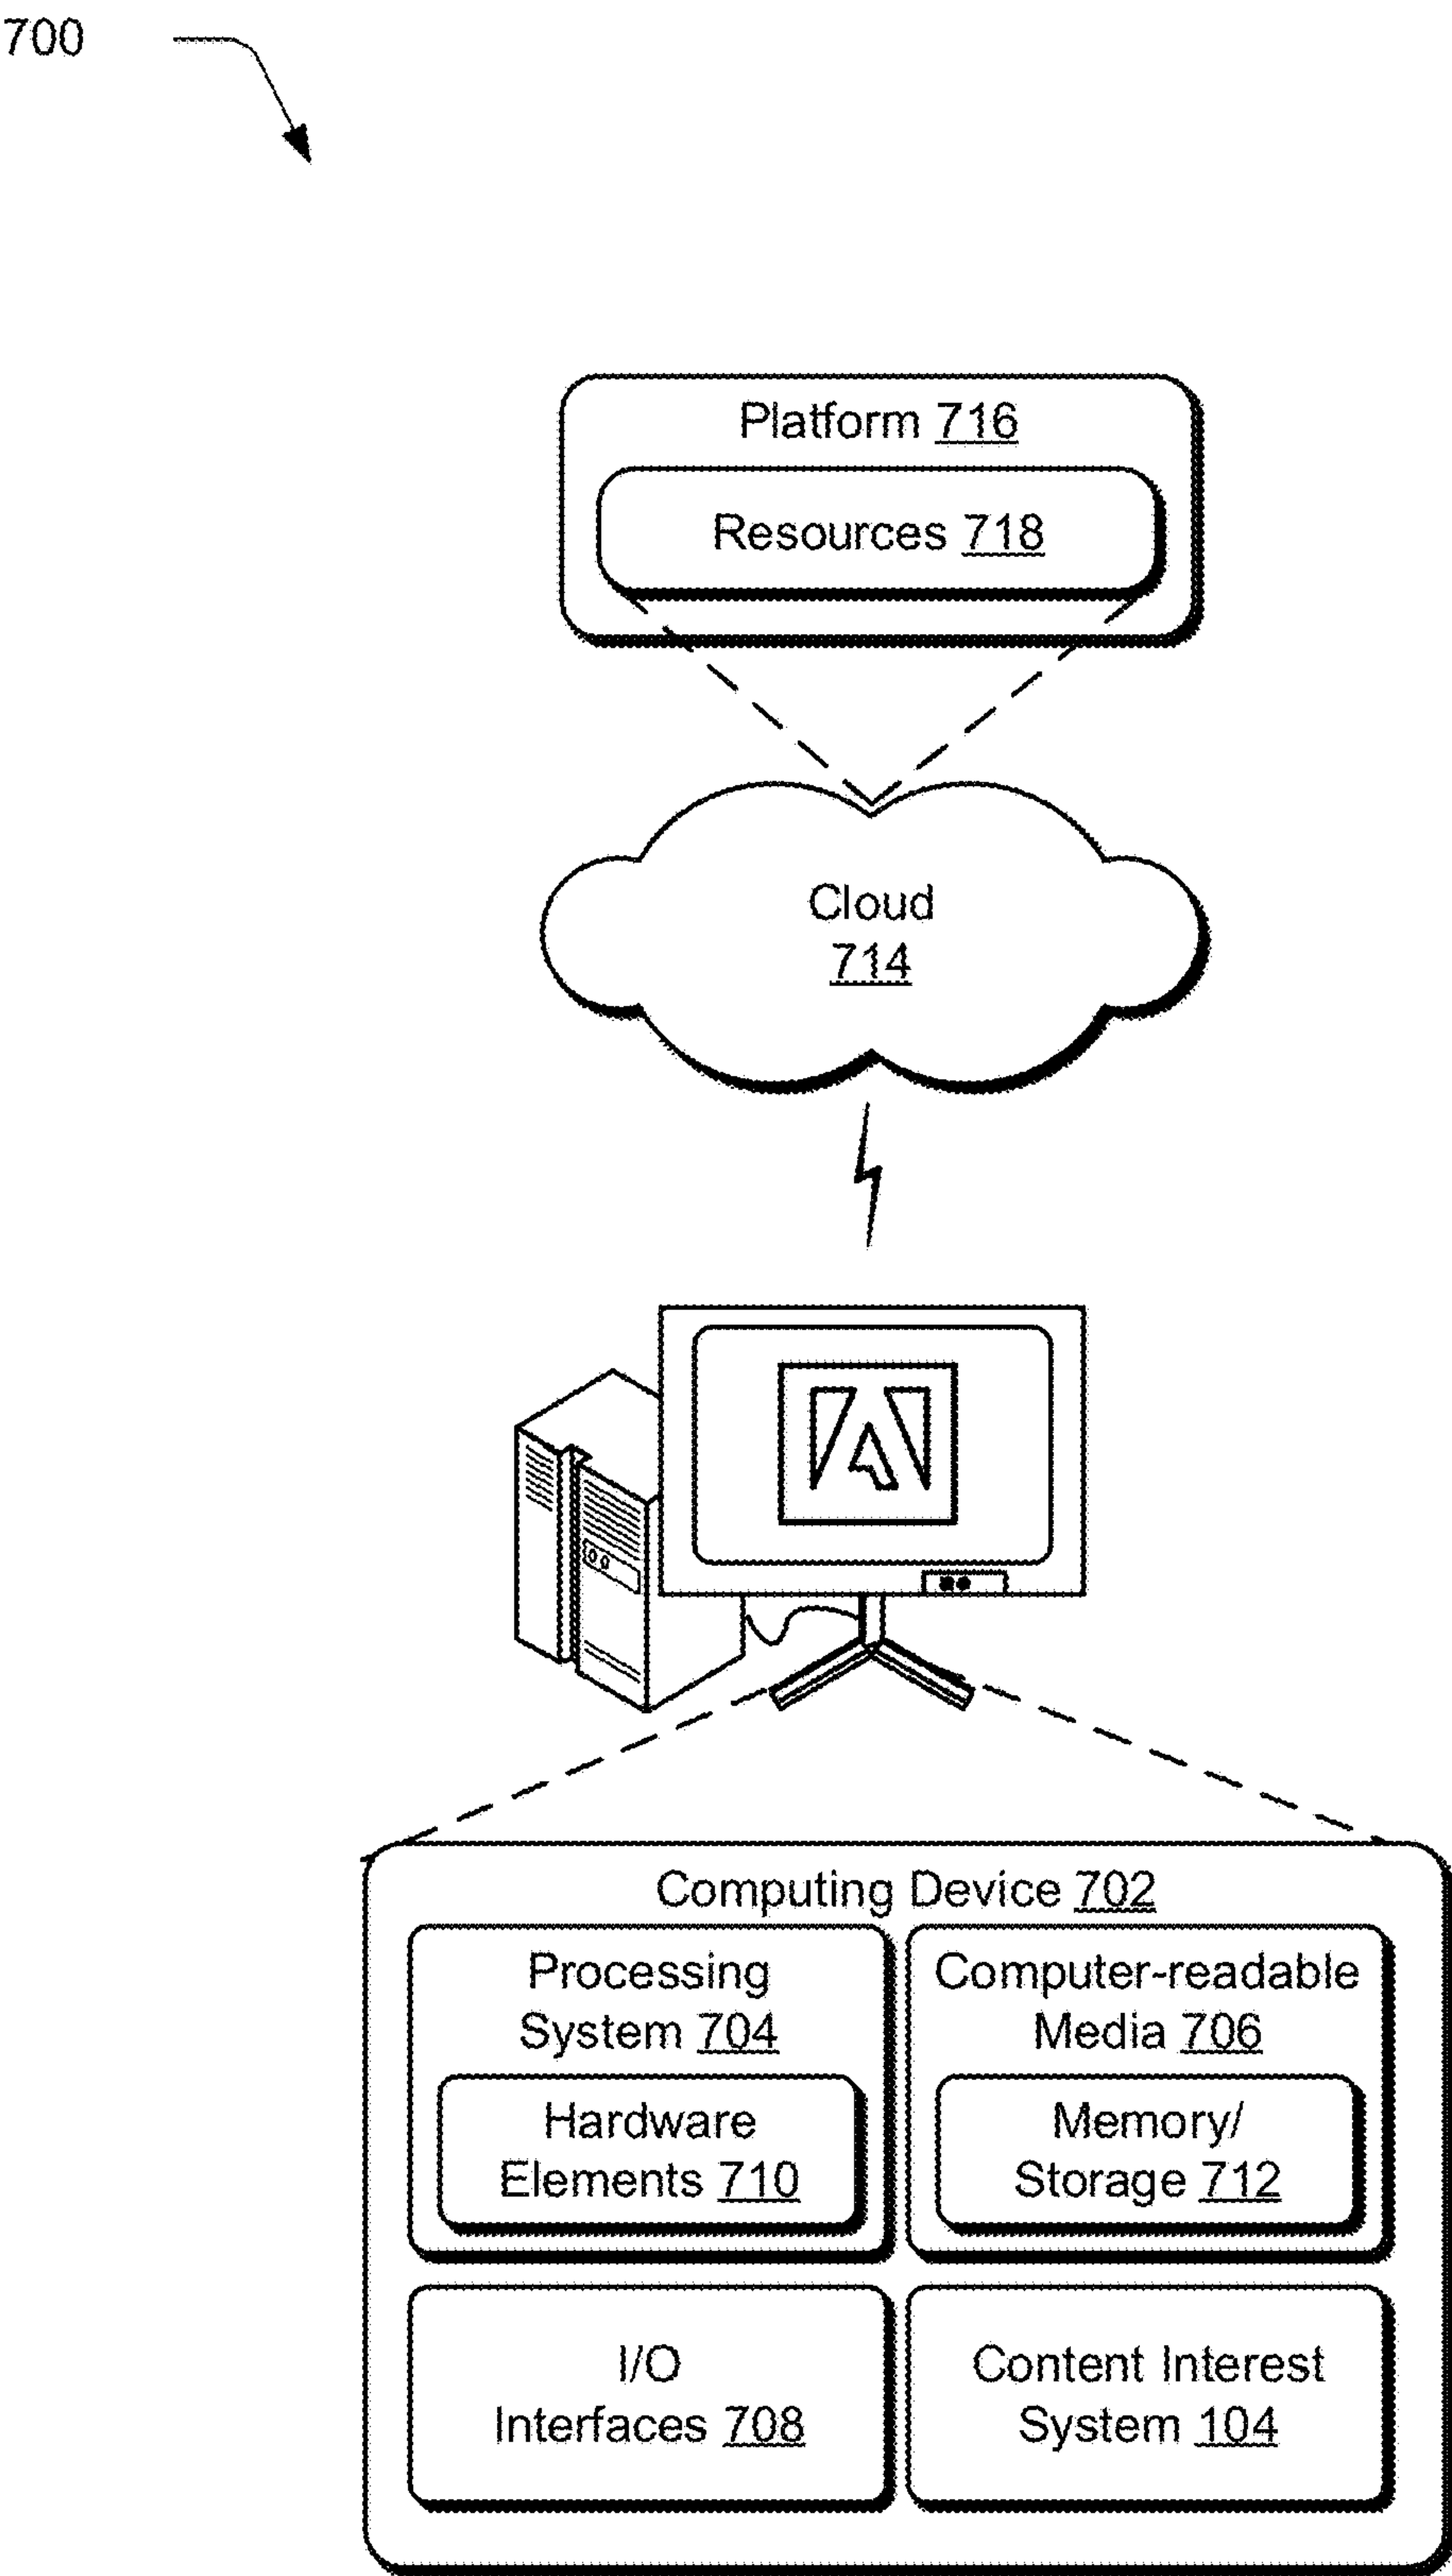 700
Platform 716
Resources 718
Cloud
714
Computing Device 702
Processing
System 704
Hardware
Elements 710
Computer-readable
Media 706
Memory/
Storage 712
I/O
Interfaces 708
Content Interest
System 104